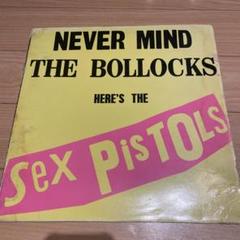 NEVER MIND
THE BOLLOCKS
HERE'S THE
Sex PisTOLs